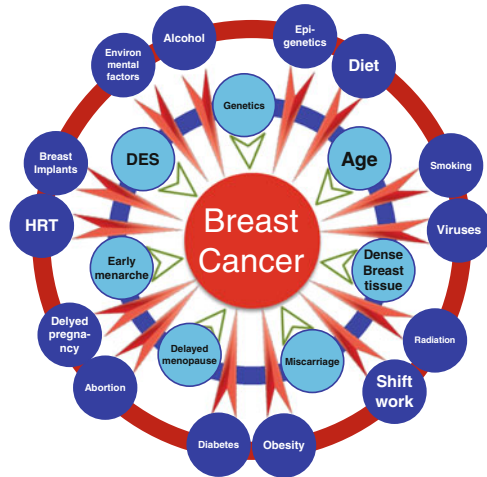 Alcohol
Epi-
genetics
Environ
mental
factors
Diet
Genetics
DES
Age
Breast
Implants
Smoking
HRT
Breast
Cancer
Viruses
Early
menarche
Dense
Breast
tissue
Delyed
pregna-
ncy
Radiation
Delayed
menopause
Miscarriage
Abortion
Shift
work
Diabetes
Obesity